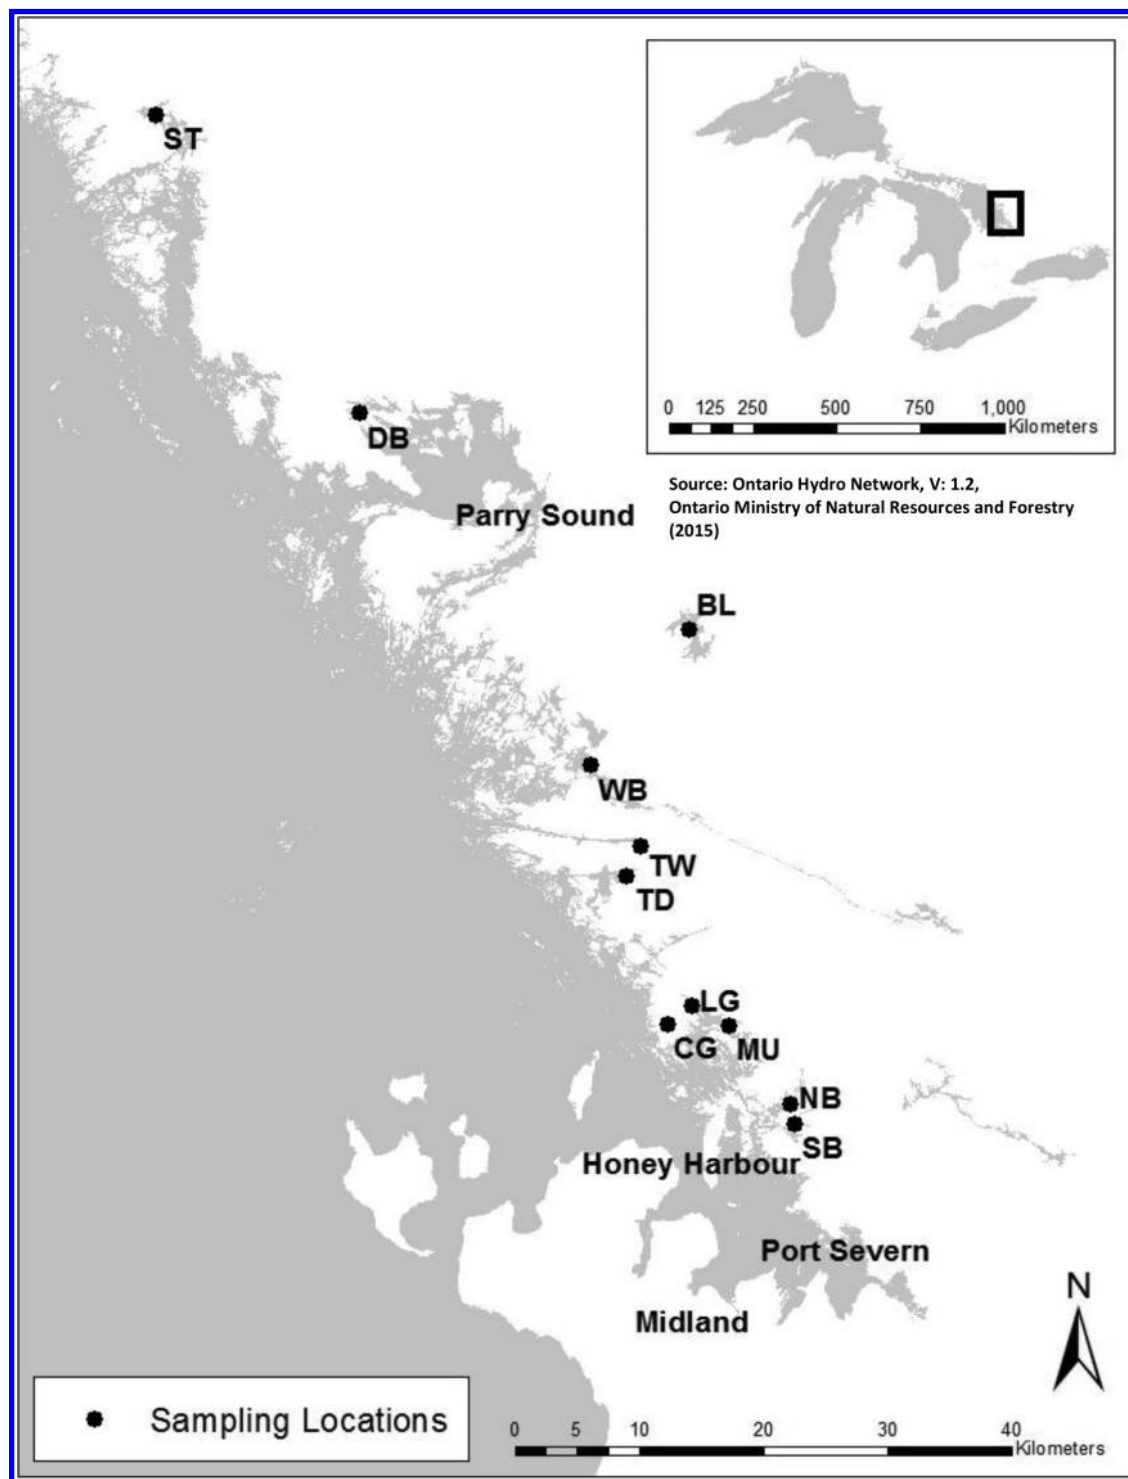 ST
0 125 250 500 750 1,000
Kilometers
DB
Source: Ontario Hydro Network, V: 1.2,
Ontario Ministry of Natural Resources and Forestry
(2015)
Parry Sound
BL
WB
TW
TD
LG
CG
MU
NB
SB
Honey Harbour
Port Severn
Midland
N
Sampling Locations
0 5 10 20 30 40
Kilometers